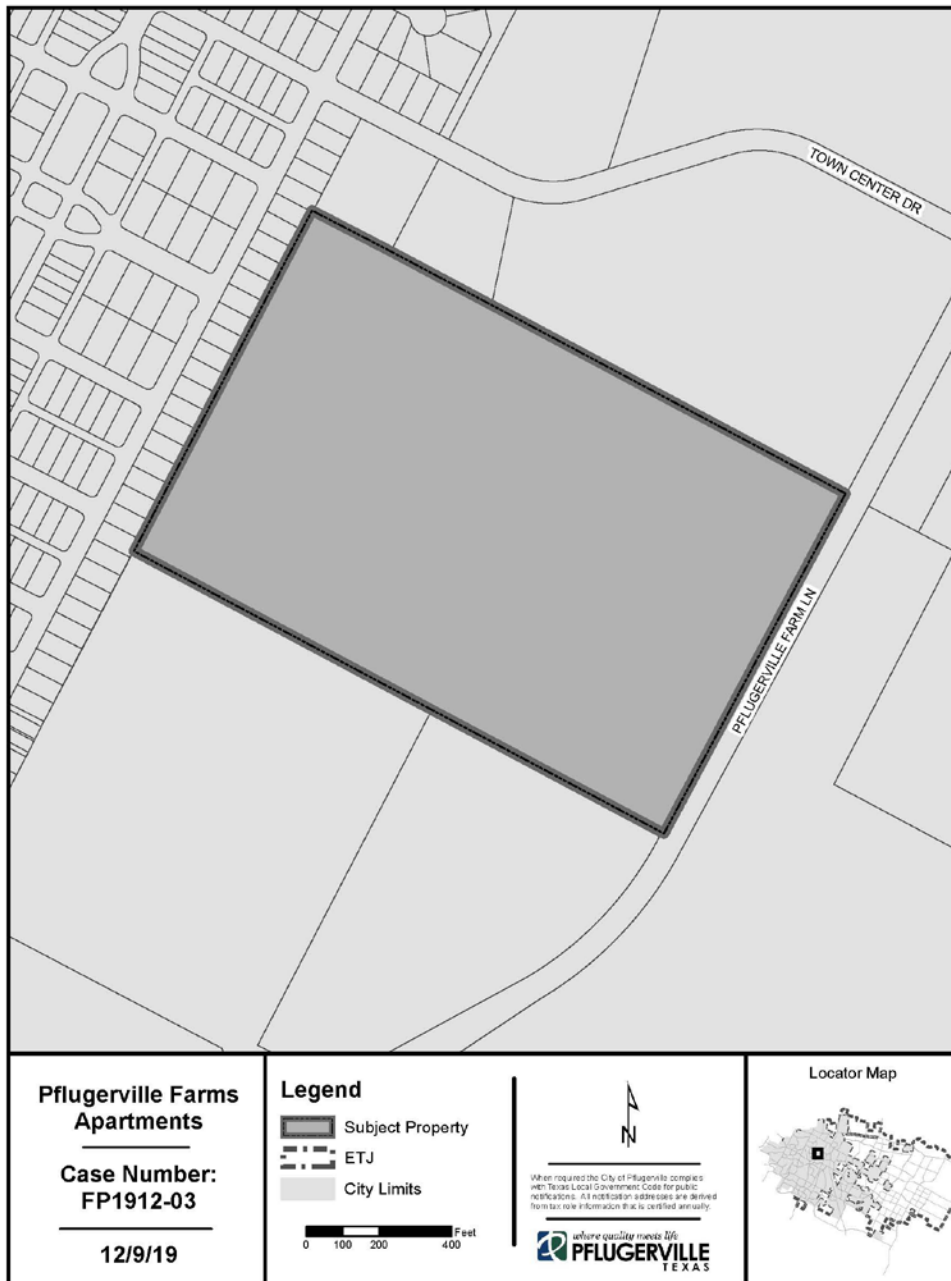 TOWN CENTER DR
PFLUGERVILLE FARM LN
Pflugerville Farms
Apartments
Case Number:
FP1912-03
12/9/19
Legend
Subject Property
ETJ
City Limits
Feet
0 100 200 400
N
When required the City of Pflugerville complies
with Texas Local Government Code for public
notifications. All notification addresses are derived
from tax role information that is certified annually.
where quality meets life
PFLUGERVILLE
TEXAS
Locator Map